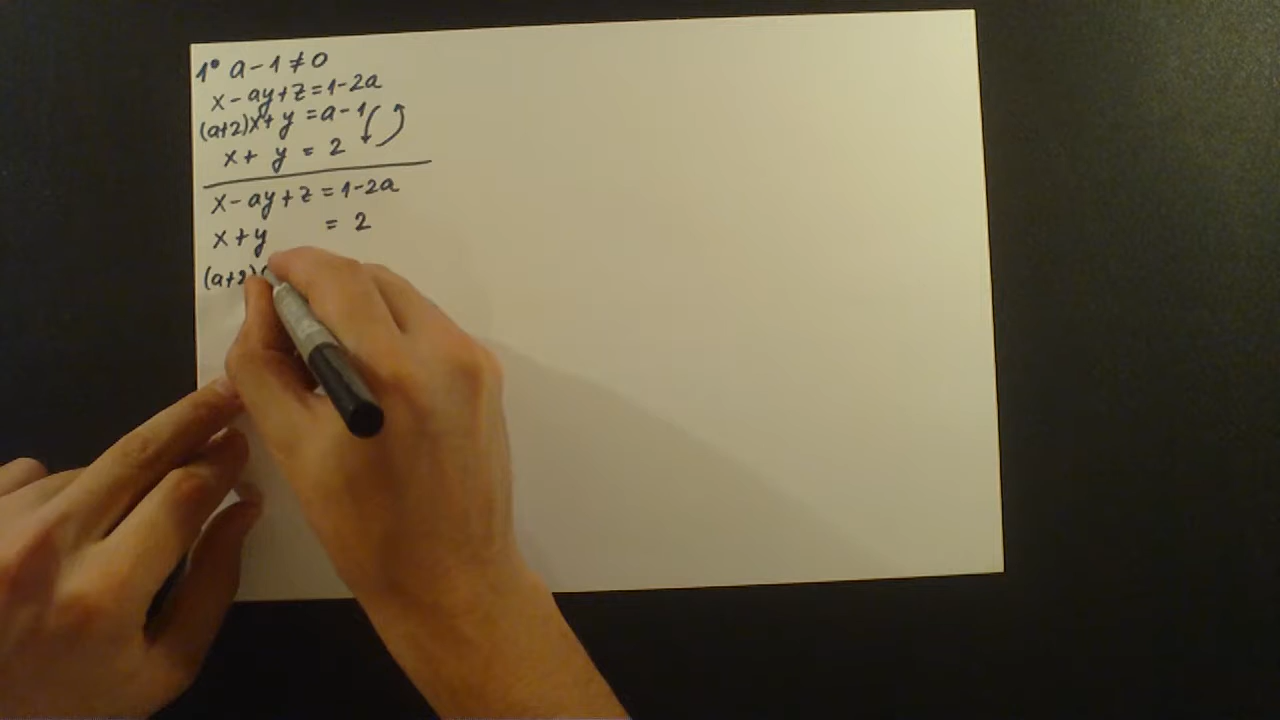 1° a-1≠0
x-ay+z=1-2a
(a+2)x+y=a-1
x+y=2
x-ay+z=1-2a
x+y =2
(a+2)